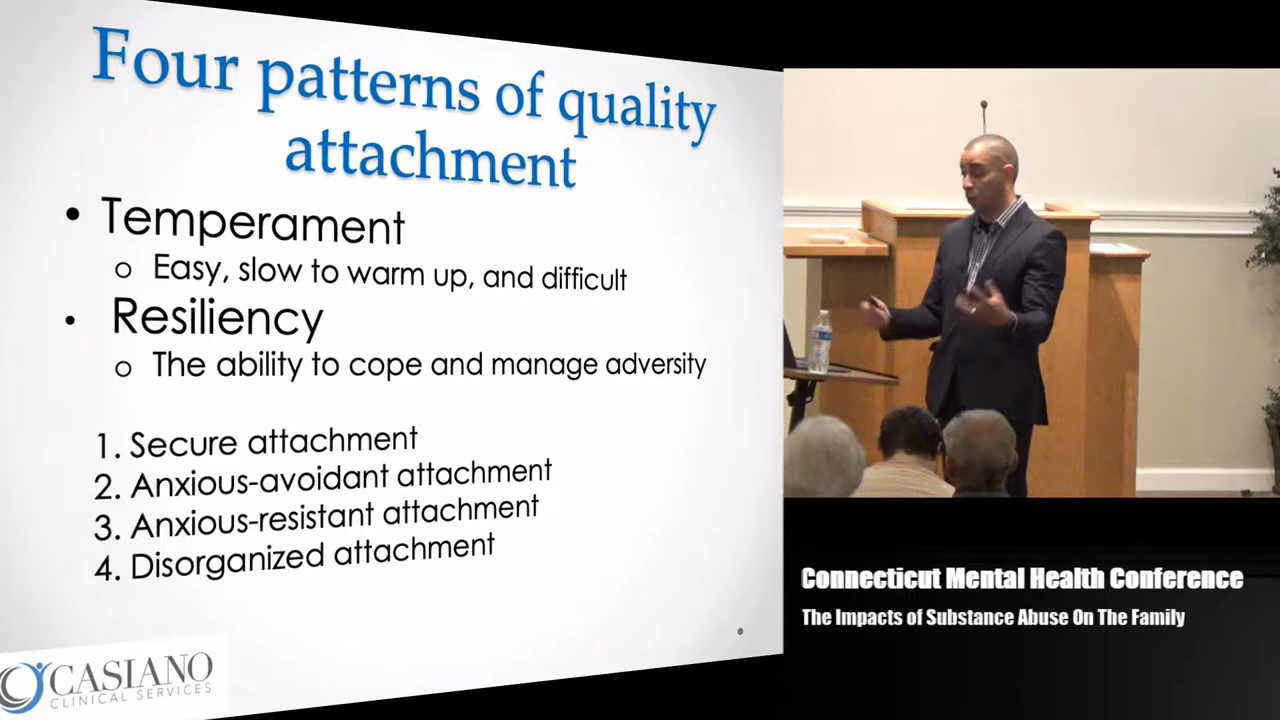 Four patterns of quality
attachment
• Temperament
o Easy, slow to warm up, and difficult
• Resiliency
o The ability to cope and manage adversity
1. Secure attachment
2. Anxious-avoidant attachment
3. Anxious-resistant attachment
4. Disorganized attachment
CASIANO
CLINICAL SERVICES
Connecticut Mental Health Conference
The Impacts of Substance Abuse On The Family